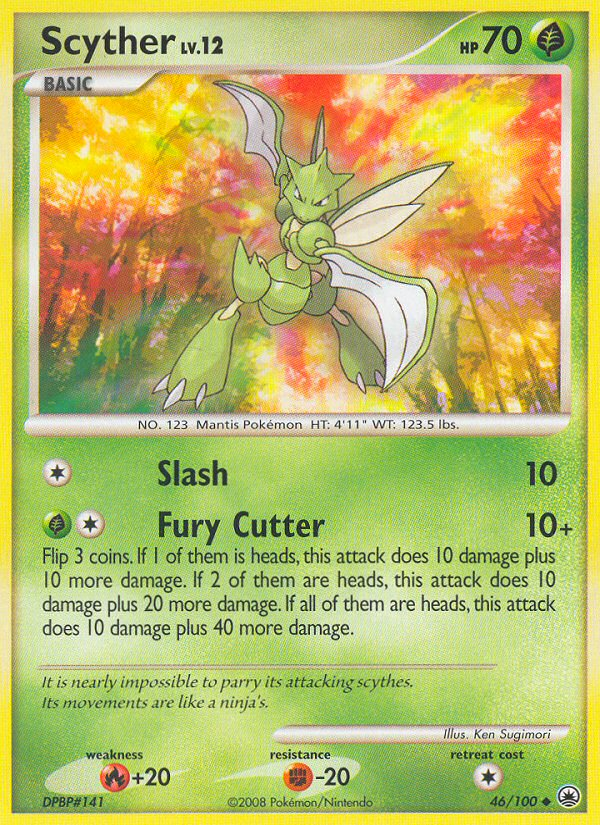 Scyther LV.12
HP 70
BASIC
NO. 123 Mantis Pokémon HT: 4'11" WT: 123.5 lbs.
Slash 10
Fury Cutter 10+
Flip 3 coins. If 1 of them is heads, this attack does 10 damage plus
10 more damage. If 2 of them are heads, this attack does 10
damage plus 20 more damage. If all of them are heads, this attack
does 10 damage plus 40 more damage.
It is nearly impossible to parry its attacking scythes.
Its movements are like a ninja's.
Illus. Ken Sugimori
weakness resistance retreat cost
+20 -20
DPBP#141 ©2008 Pokémon/Nintendo 46/100